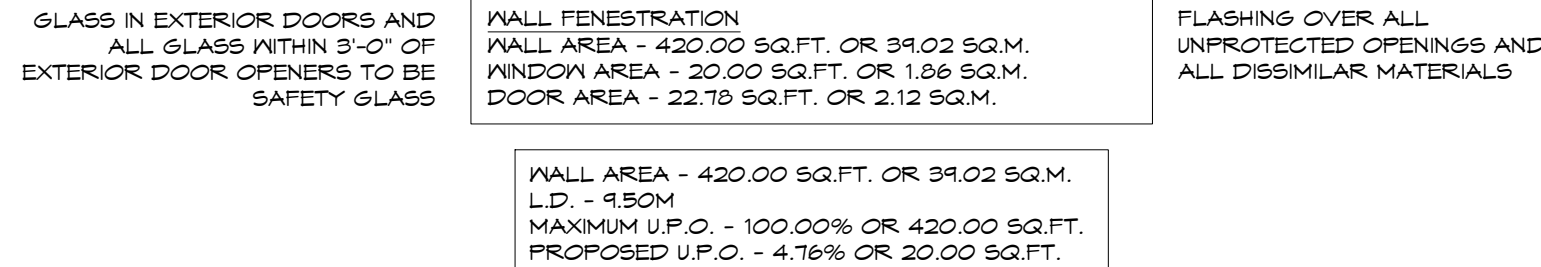 GLASS IN EXTERIOR DOORS AND
ALL GLASS WITHIN 3'-0" OF
EXTERIOR DOOR OPENERS TO BE
SAFETY GLASS
WALL FENESTRATION
WALL AREA - 420.00 SQ.FT. OR 39.02 SQ.M.
WINDOW AREA - 20.00 SQ.FT. OR 1.86 SQ.M.
DOOR AREA - 22.78 SQ.FT. OR 2.12 SQ.M.
FLASHING OVER ALL
UNPROTECTED OPENINGS AND
ALL DISSIMILAR MATERIALS
WALL AREA - 420.00 SQ.FT. OR 39.02 SQ.M.
L.D. - 9.50M
MAXIMUM U.P.O. - 100.00% OR 420.00 SQ.FT.
PROPOSED U.P.O. - 4.76% OR 20.00 SQ.FT.